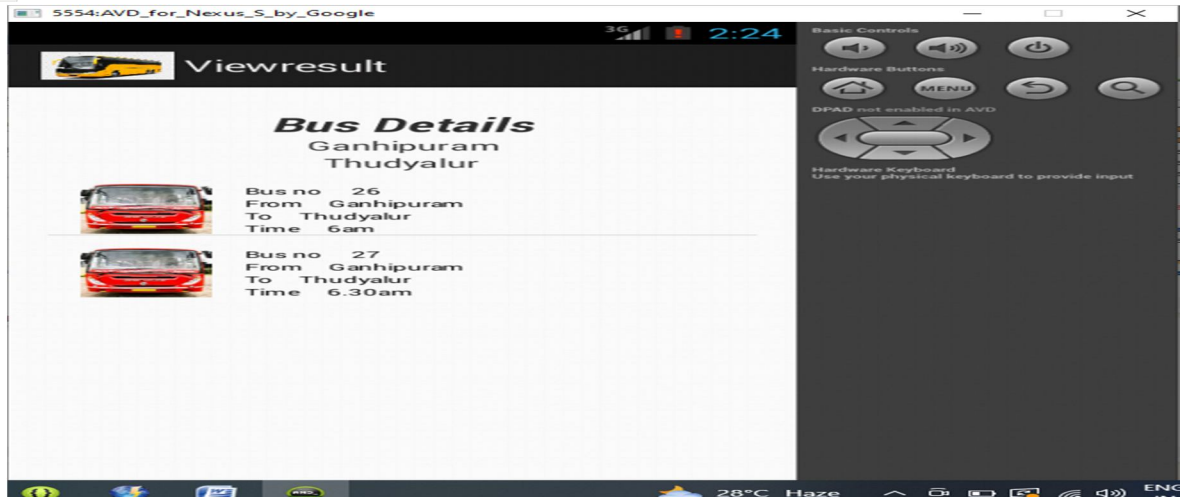 5554:AVD_for_Nexus_S_by_Google
3G 2:24
Viewresult
Bus Details
Ganhipuram
Thudyalur
Bus no 26
From Ganhipuram
To Thudyalur
Time 6am
Bus no 27
From Ganhipuram
To Thudyalur
Time 6.30am
Basic Controls
Hardware Buttons
MENU
DPAD not enabled in AVD
Hardware Keyboard
Use your physical keyboard to provide input
28°C Haze
ENG